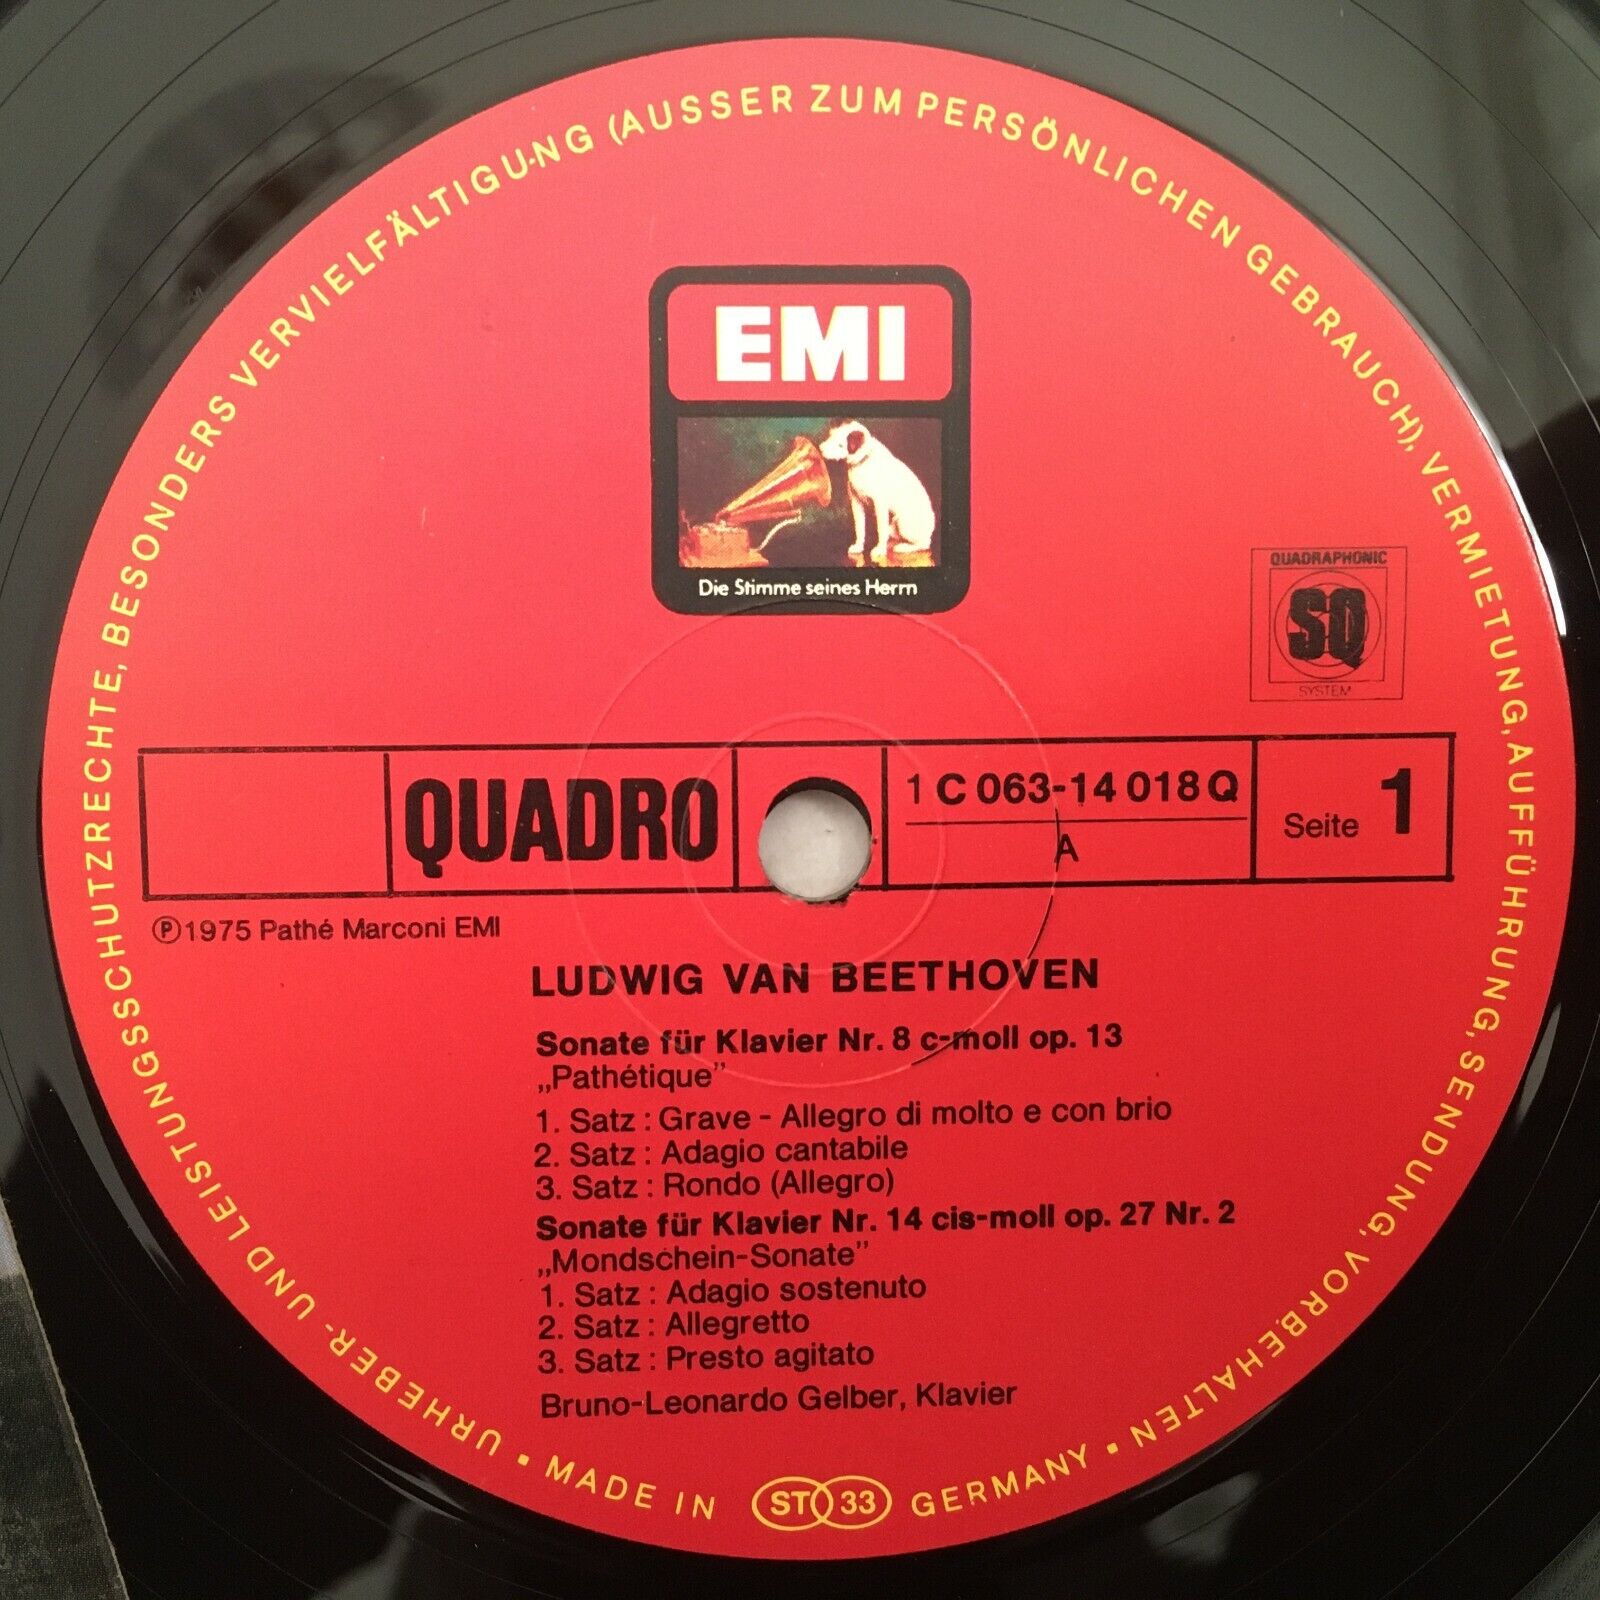 URHEBER- UND LEISTUNGSSCHUTZRECHTE, BESONDERS VERVIELFÄLTIGUNG (AUSSER ZUM PERSÖNLICHEN GEBRAUCH), VERMIETUNG, AUFFÜHRUNG, SENDUNG, VORBEHALTEN •
EMI
Die Stimme seines Herrn
QUADRAPHONIC
SQ
SYSTEM
QUADRO
1 C 063-14 018 Q
A
Seite 1
Ⓟ 1975 Pathé Marconi EMI
LUDWIG VAN BEETHOVEN
Sonate für Klavier Nr. 8 c-moll op. 13
„Pathétique”
1. Satz : Grave - Allegro di molto e con brio
2. Satz : Adagio cantabile
3. Satz : Rondo (Allegro)
Sonate für Klavier Nr. 14 cis-moll op. 27 Nr. 2
„Mondschein-Sonate”
1. Satz : Adagio sostenuto
2. Satz : Allegretto
3. Satz : Presto agitato
Bruno-Leonardo Gelber, Klavier
• MADE IN ST 33 GERMANY